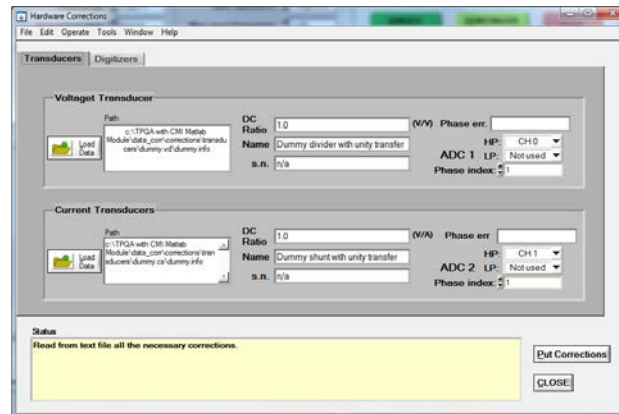 Hardware Corrections
File Edit Operate Tools Window Help
Transducers Digitizers
Voltaget Transducer
Path
c:\TPQA with CMI Matlab
Module\data_corr\corrections\transdu
cers\dummy.vd\dummy.info
Load
Data
DC
Ratio 1.0 (V/V) Phase err.
Name Dummy divider with unity transfer
s.n. n/a
HP: CH 0
ADC 1 LP: Not used
Phase index: 1
Current Transducers
Path
c:\TPQA with CMI Matlab
Module\data_corr\corrections\tran
sducers\dummy.cs\dummy.info
Load
Data
DC
Ratio 1.0 (V/A) Phase err
Name Dummy shunt with unity transfer
s.n. n/a
HP: CH 1
ADC 2 LP: Not used
Phase index: 1
Status
Read from text file all the necessary corrections.
Put Corrections
CLOSE